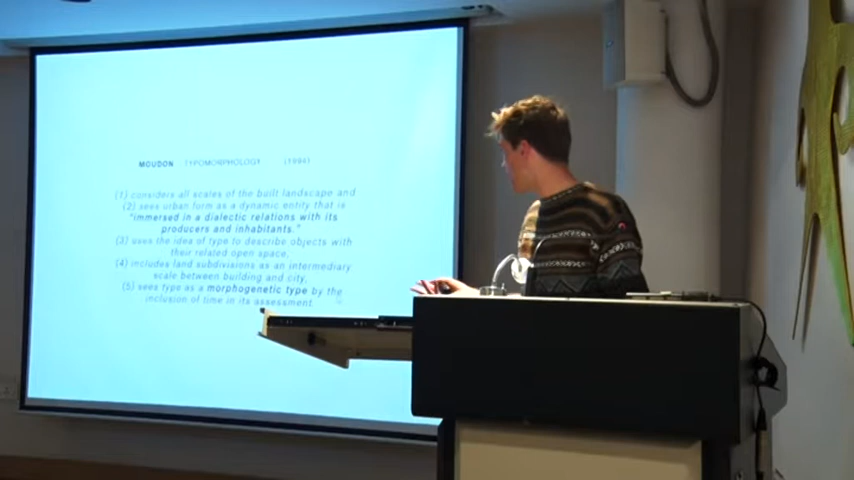 MOUDON TYPOMORPHOLOGY (1994)
(1) considers all scales of the built landscape and
(2) sees urban form as a dynamic entity that is
"immersed in a dialectic relations with its
producers and inhabitants."
(3) uses the idea of type to describe objects with
their related open space,
(4) includes land subdivisions as an intermediary
scale between building and city,
(5) sees type as a morphogenetic type by the
inclusion of time in its assessment.